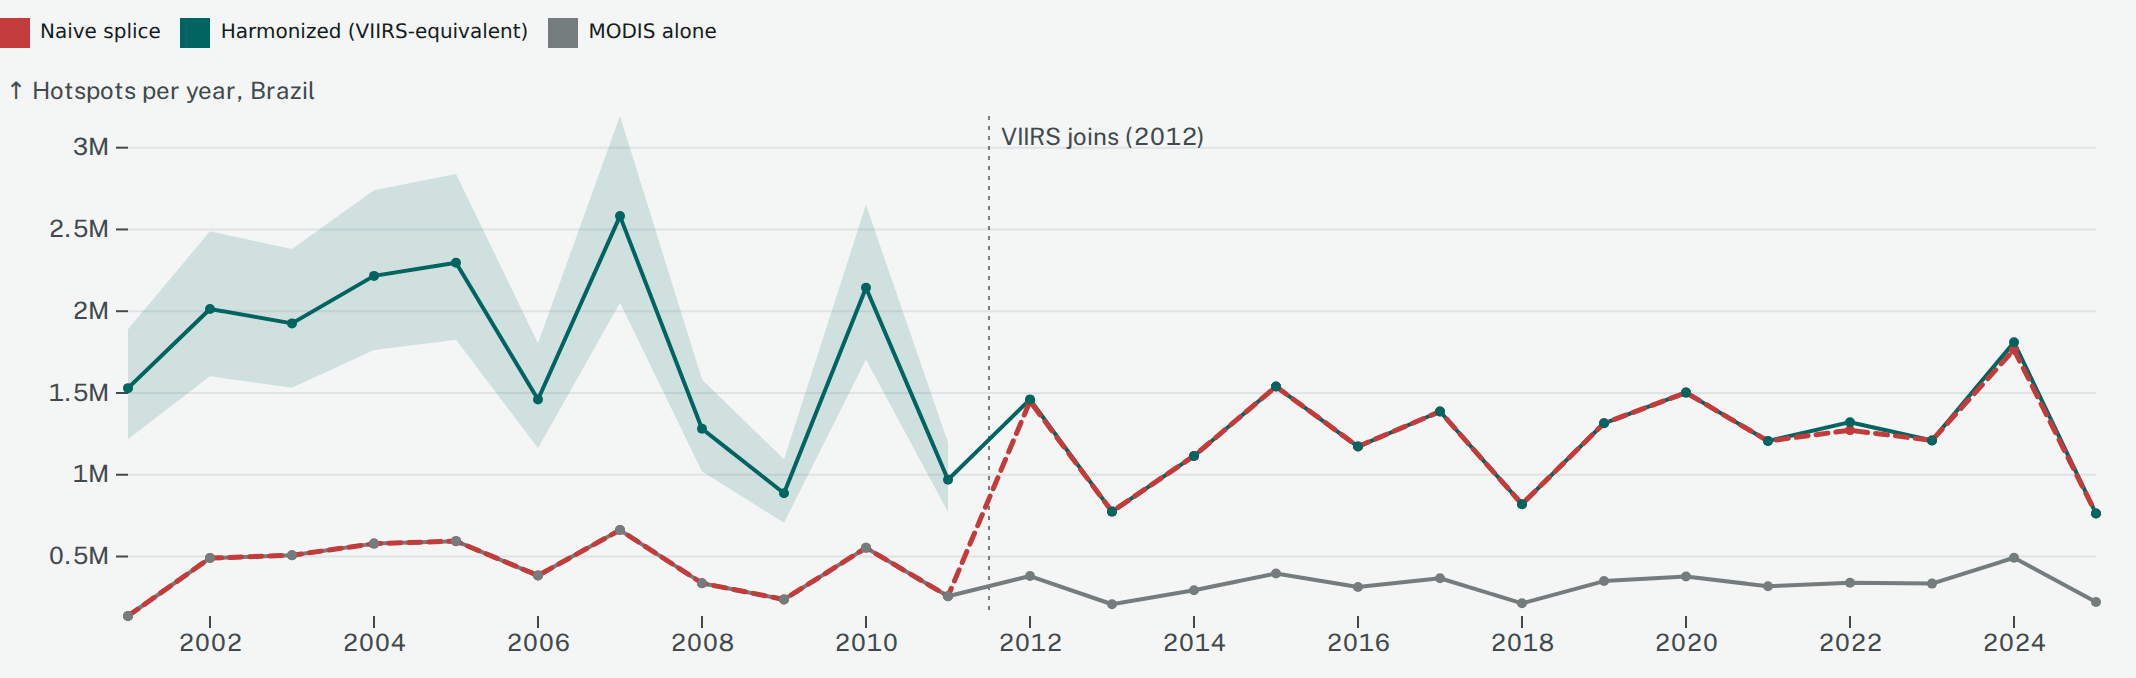 Naive splice Harmonized (VIIRS-equivalent) MODIS alone
↑ Hotspots per year, Brazil
VIIRS joins (2012)
3M
2.5M
2M
1.5M
1M
0.5M
2002 2004 2006 2008 2010 2012 2014 2016 2018 2020 2022 2024